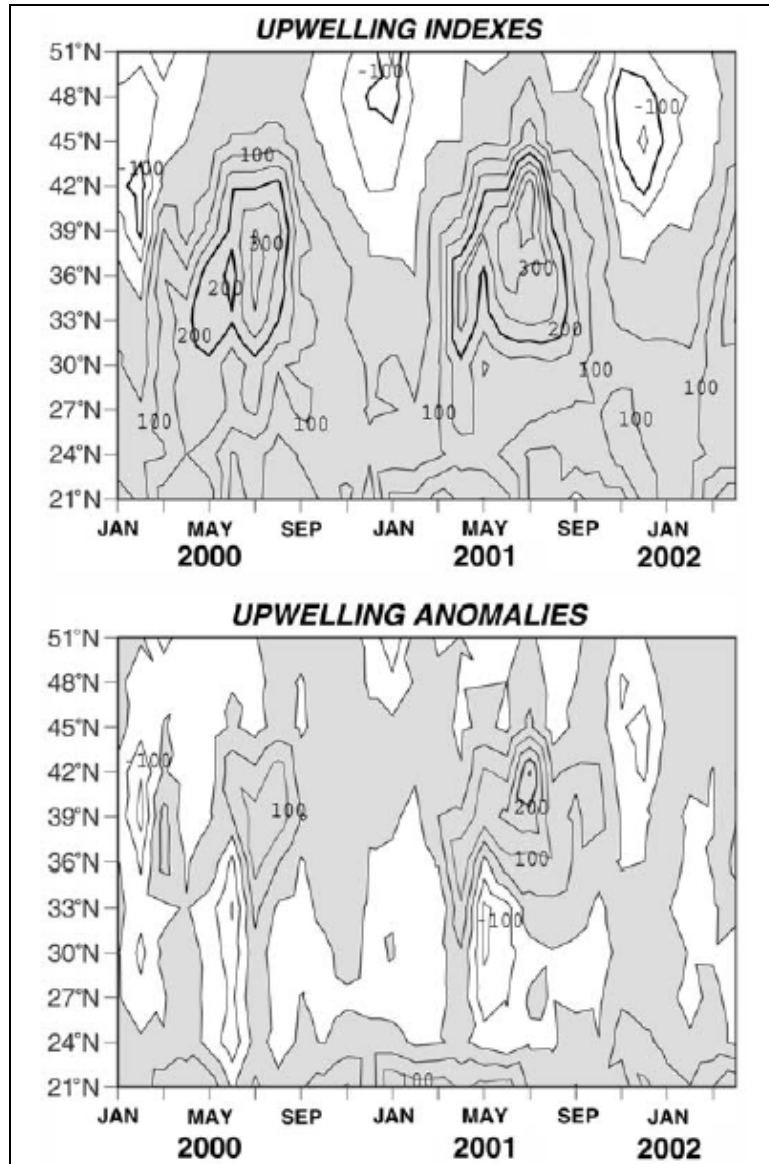 UPWELLING INDEXES
51°N
48°N
45°N
42°N
39°N
36°N
33°N
30°N
27°N
24°N
21°N
-100
-100
-100
-100
100
300
200
200
300
200
100
100
100
100
100
100
JAN MAY SEP JAN MAY SEP JAN
2000 2001 2002
UPWELLING ANOMALIES
51°N
48°N
45°N
42°N
39°N
36°N
33°N
30°N
27°N
24°N
21°N
-100
100
200
100
-100
100
JAN MAY SEP JAN MAY SEP JAN
2000 2001 2002